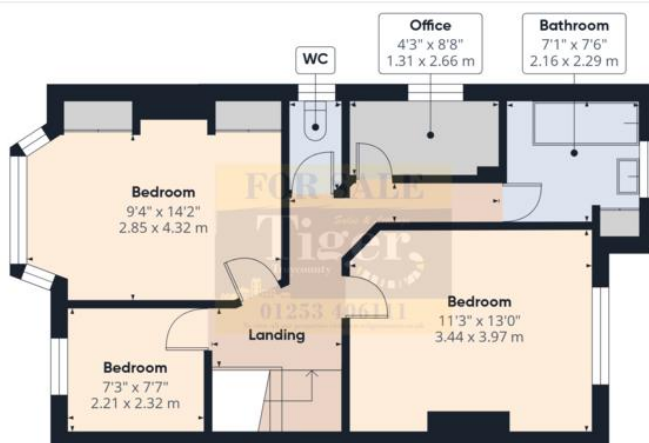 Office
4'3" x 8'8"
1.31 x 2.66 m
Bathroom
7'1" x 7'6"
2.16 x 2.29 m
WC
Bedroom
9'4" x 14'2"
2.85 x 4.32 m
FOR SALE
Sales & Lettings
Tiger
01253 406111
Bedroom
11'3" x 13'0"
3.44 x 3.97 m
Landing
Bedroom
7'3" x 7'7"
2.21 x 2.32 m